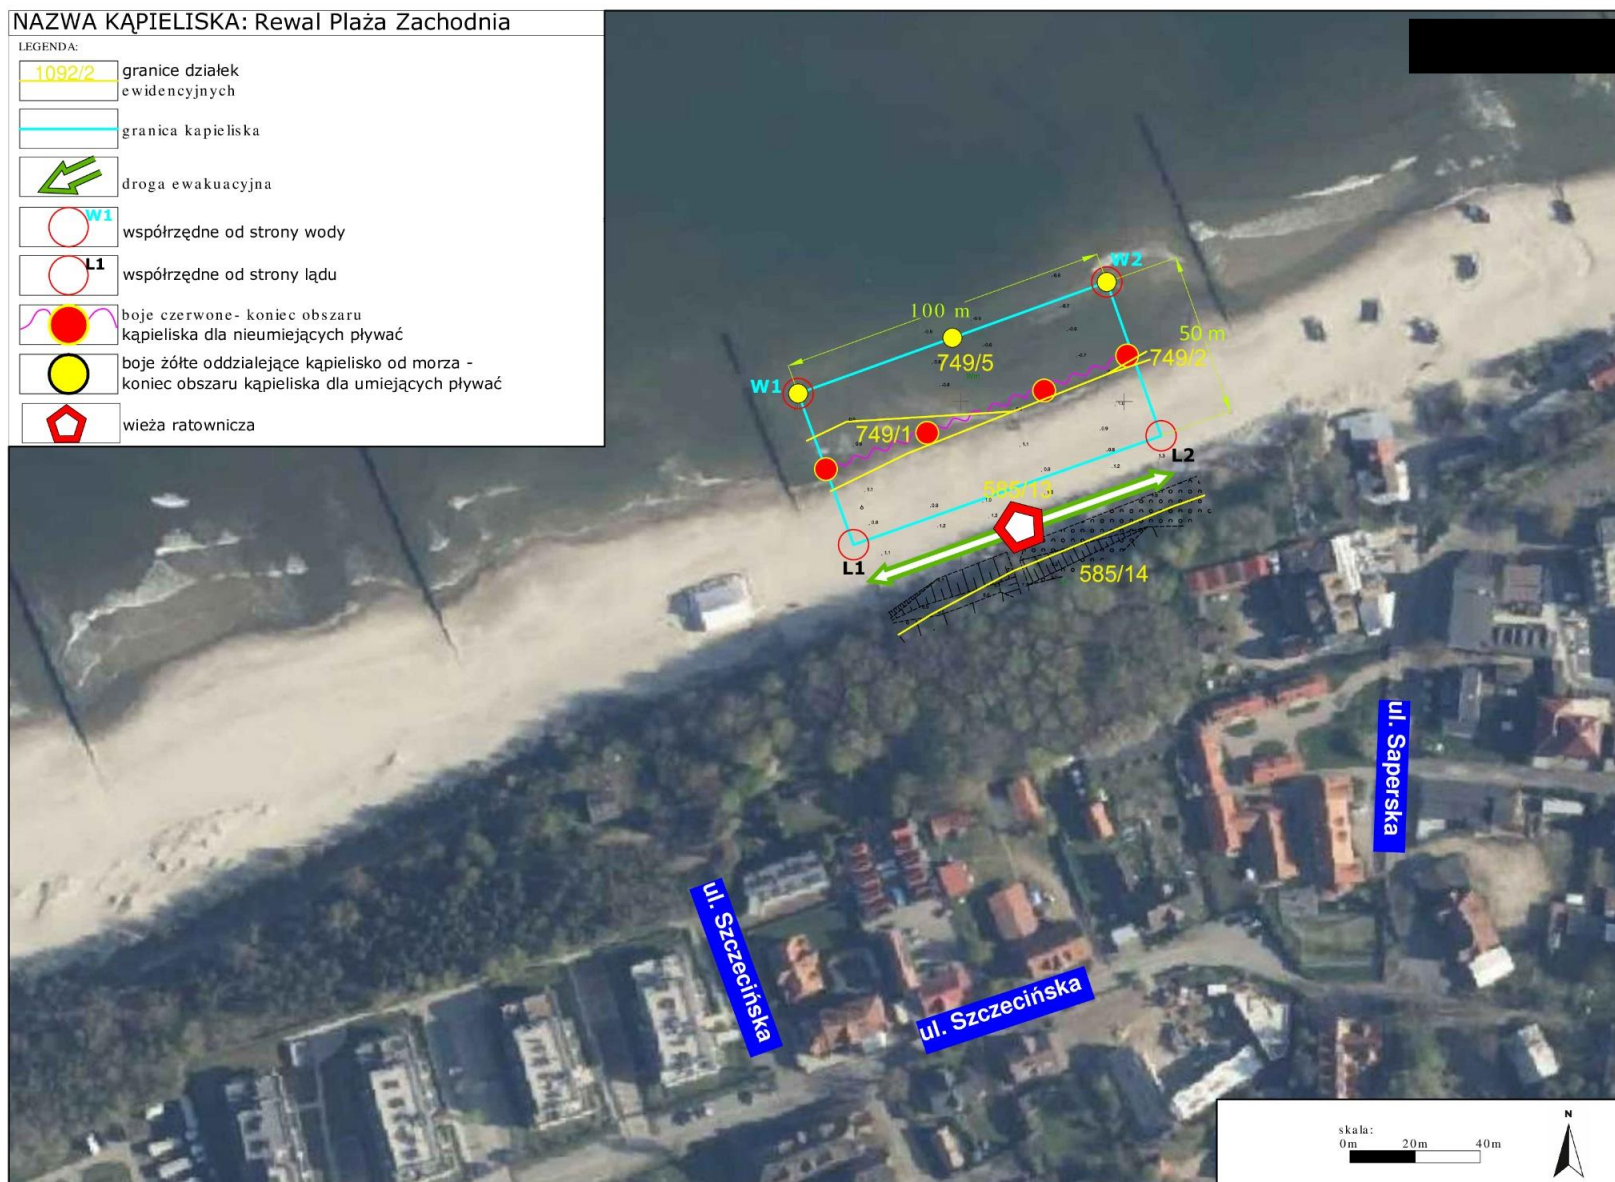 NAZWA KĄPIELISKA: Rewal Plaża Zachodnia
LEGENDA:
1092/2
granice działek
ewidencyjnych
granica kapieliska
droga ewakuacyjna
W1
współrzędne od strony wody
L1
współrzędne od strony lądu
boje czerwone- koniec obszaru
kąpieliska dla nieumiejących pływać
boje żółte oddzialejące kąpielisko od morza -
koniec obszaru kąpieliska dla umiejących pływać
wieża ratownicza
W2
100 m
50 m
749/5
749/2
W1
749/1
L2
585/13
L1
585/14
ul. Saperska
ul. Szczecińska
ul. Szczecińska
skala:
0m 20m 40m
N